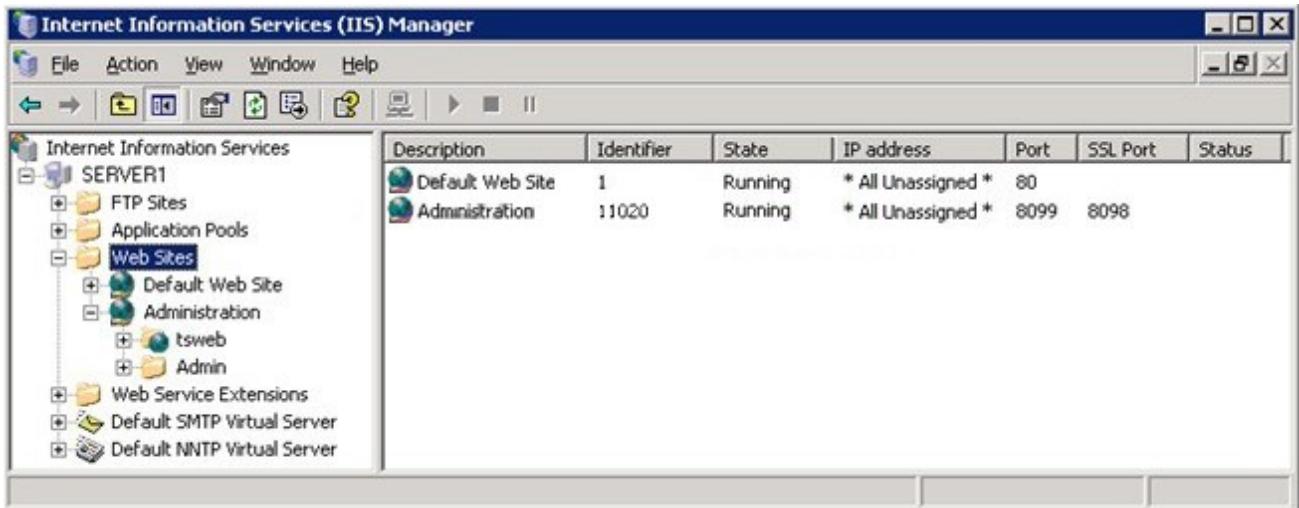 Internet Information Services (IIS) Manager
File Action View Window Help
Internet Information Services
SERVER1
FTP Sites
Application Pools
Web Sites
Default Web Site
Administration
tsweb
Admin
Web Service Extensions
Default SMTP Virtual Server
Default NNTP Virtual Server
Description Identifier State IP address Port SSL Port Status
Default Web Site 1 Running * All Unassigned * 80
Administration 11020 Running * All Unassigned * 8099 8098